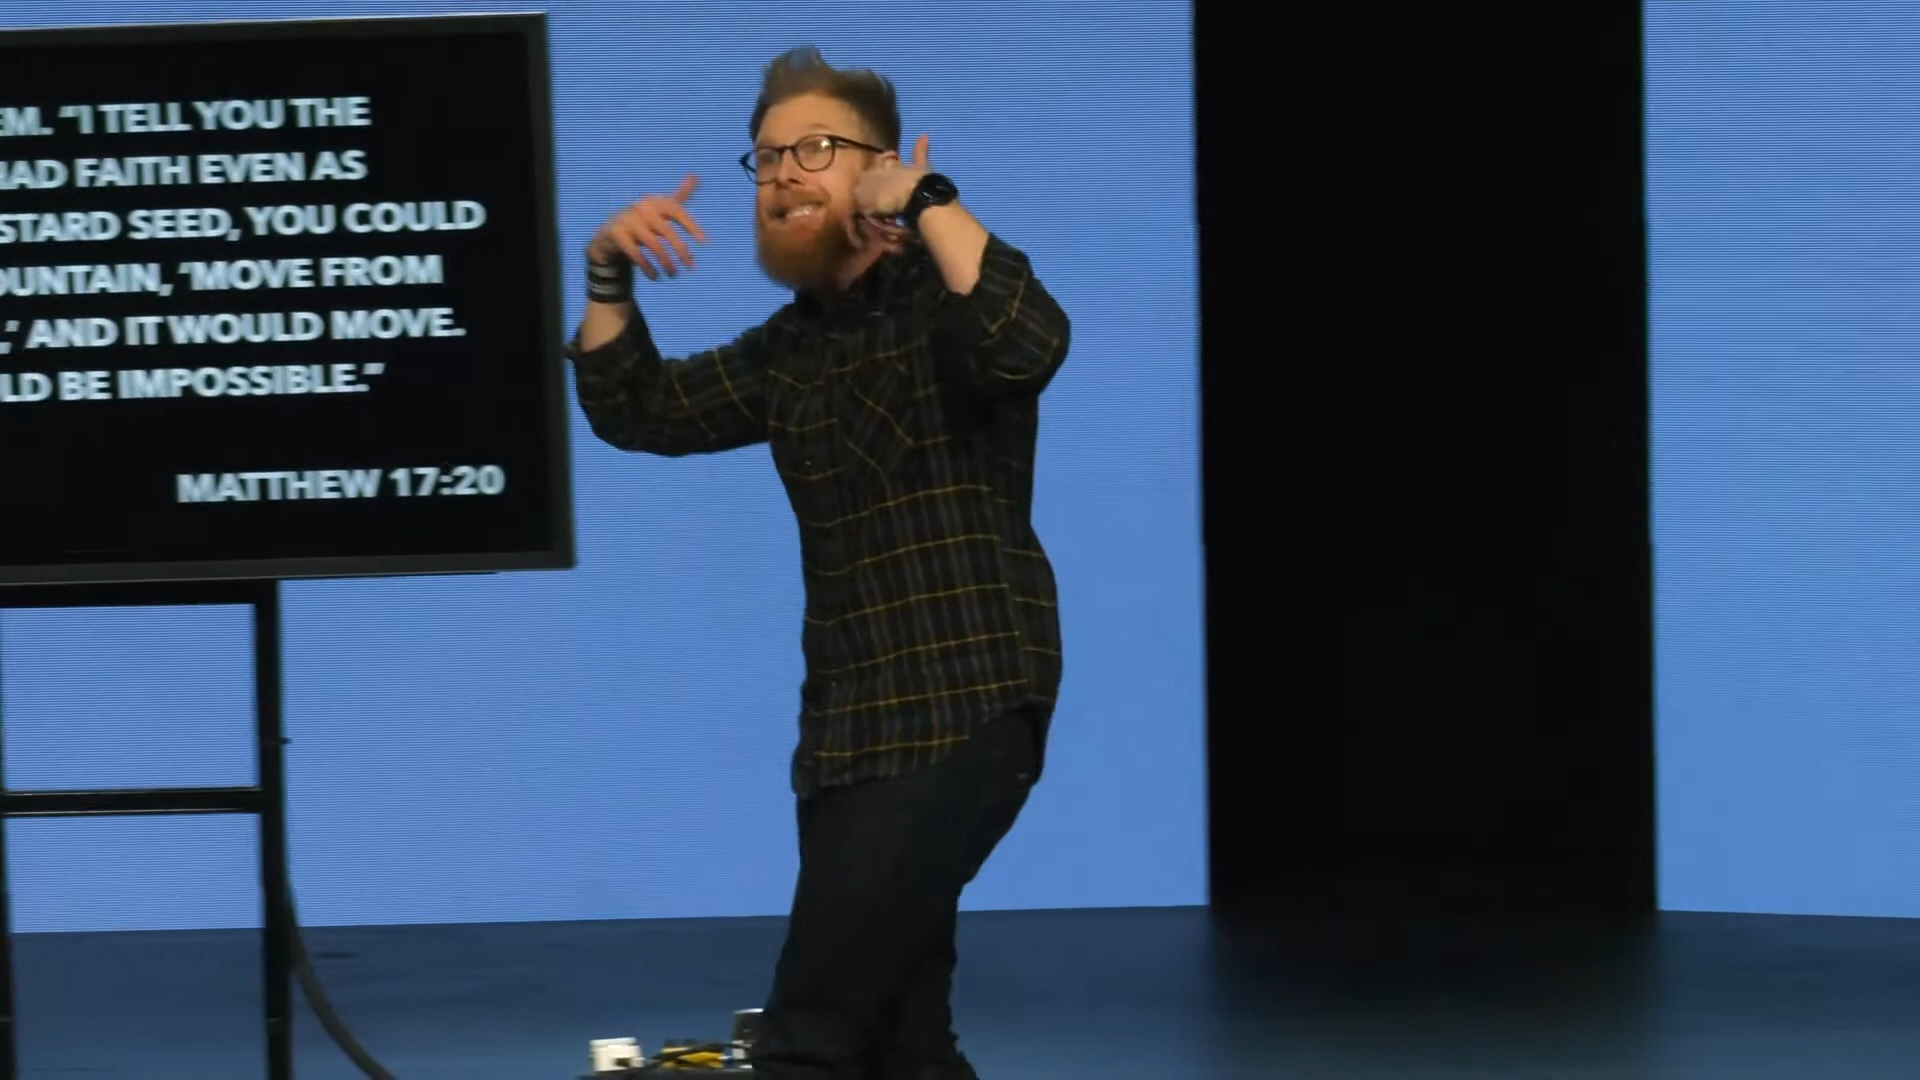 EM. “I TELL YOU THE
HAD FAITH EVEN AS
STARD SEED, YOU COULD
OUNTAIN, ‘MOVE FROM
,’ AND IT WOULD MOVE.
LD BE IMPOSSIBLE.”
MATTHEW 17:20